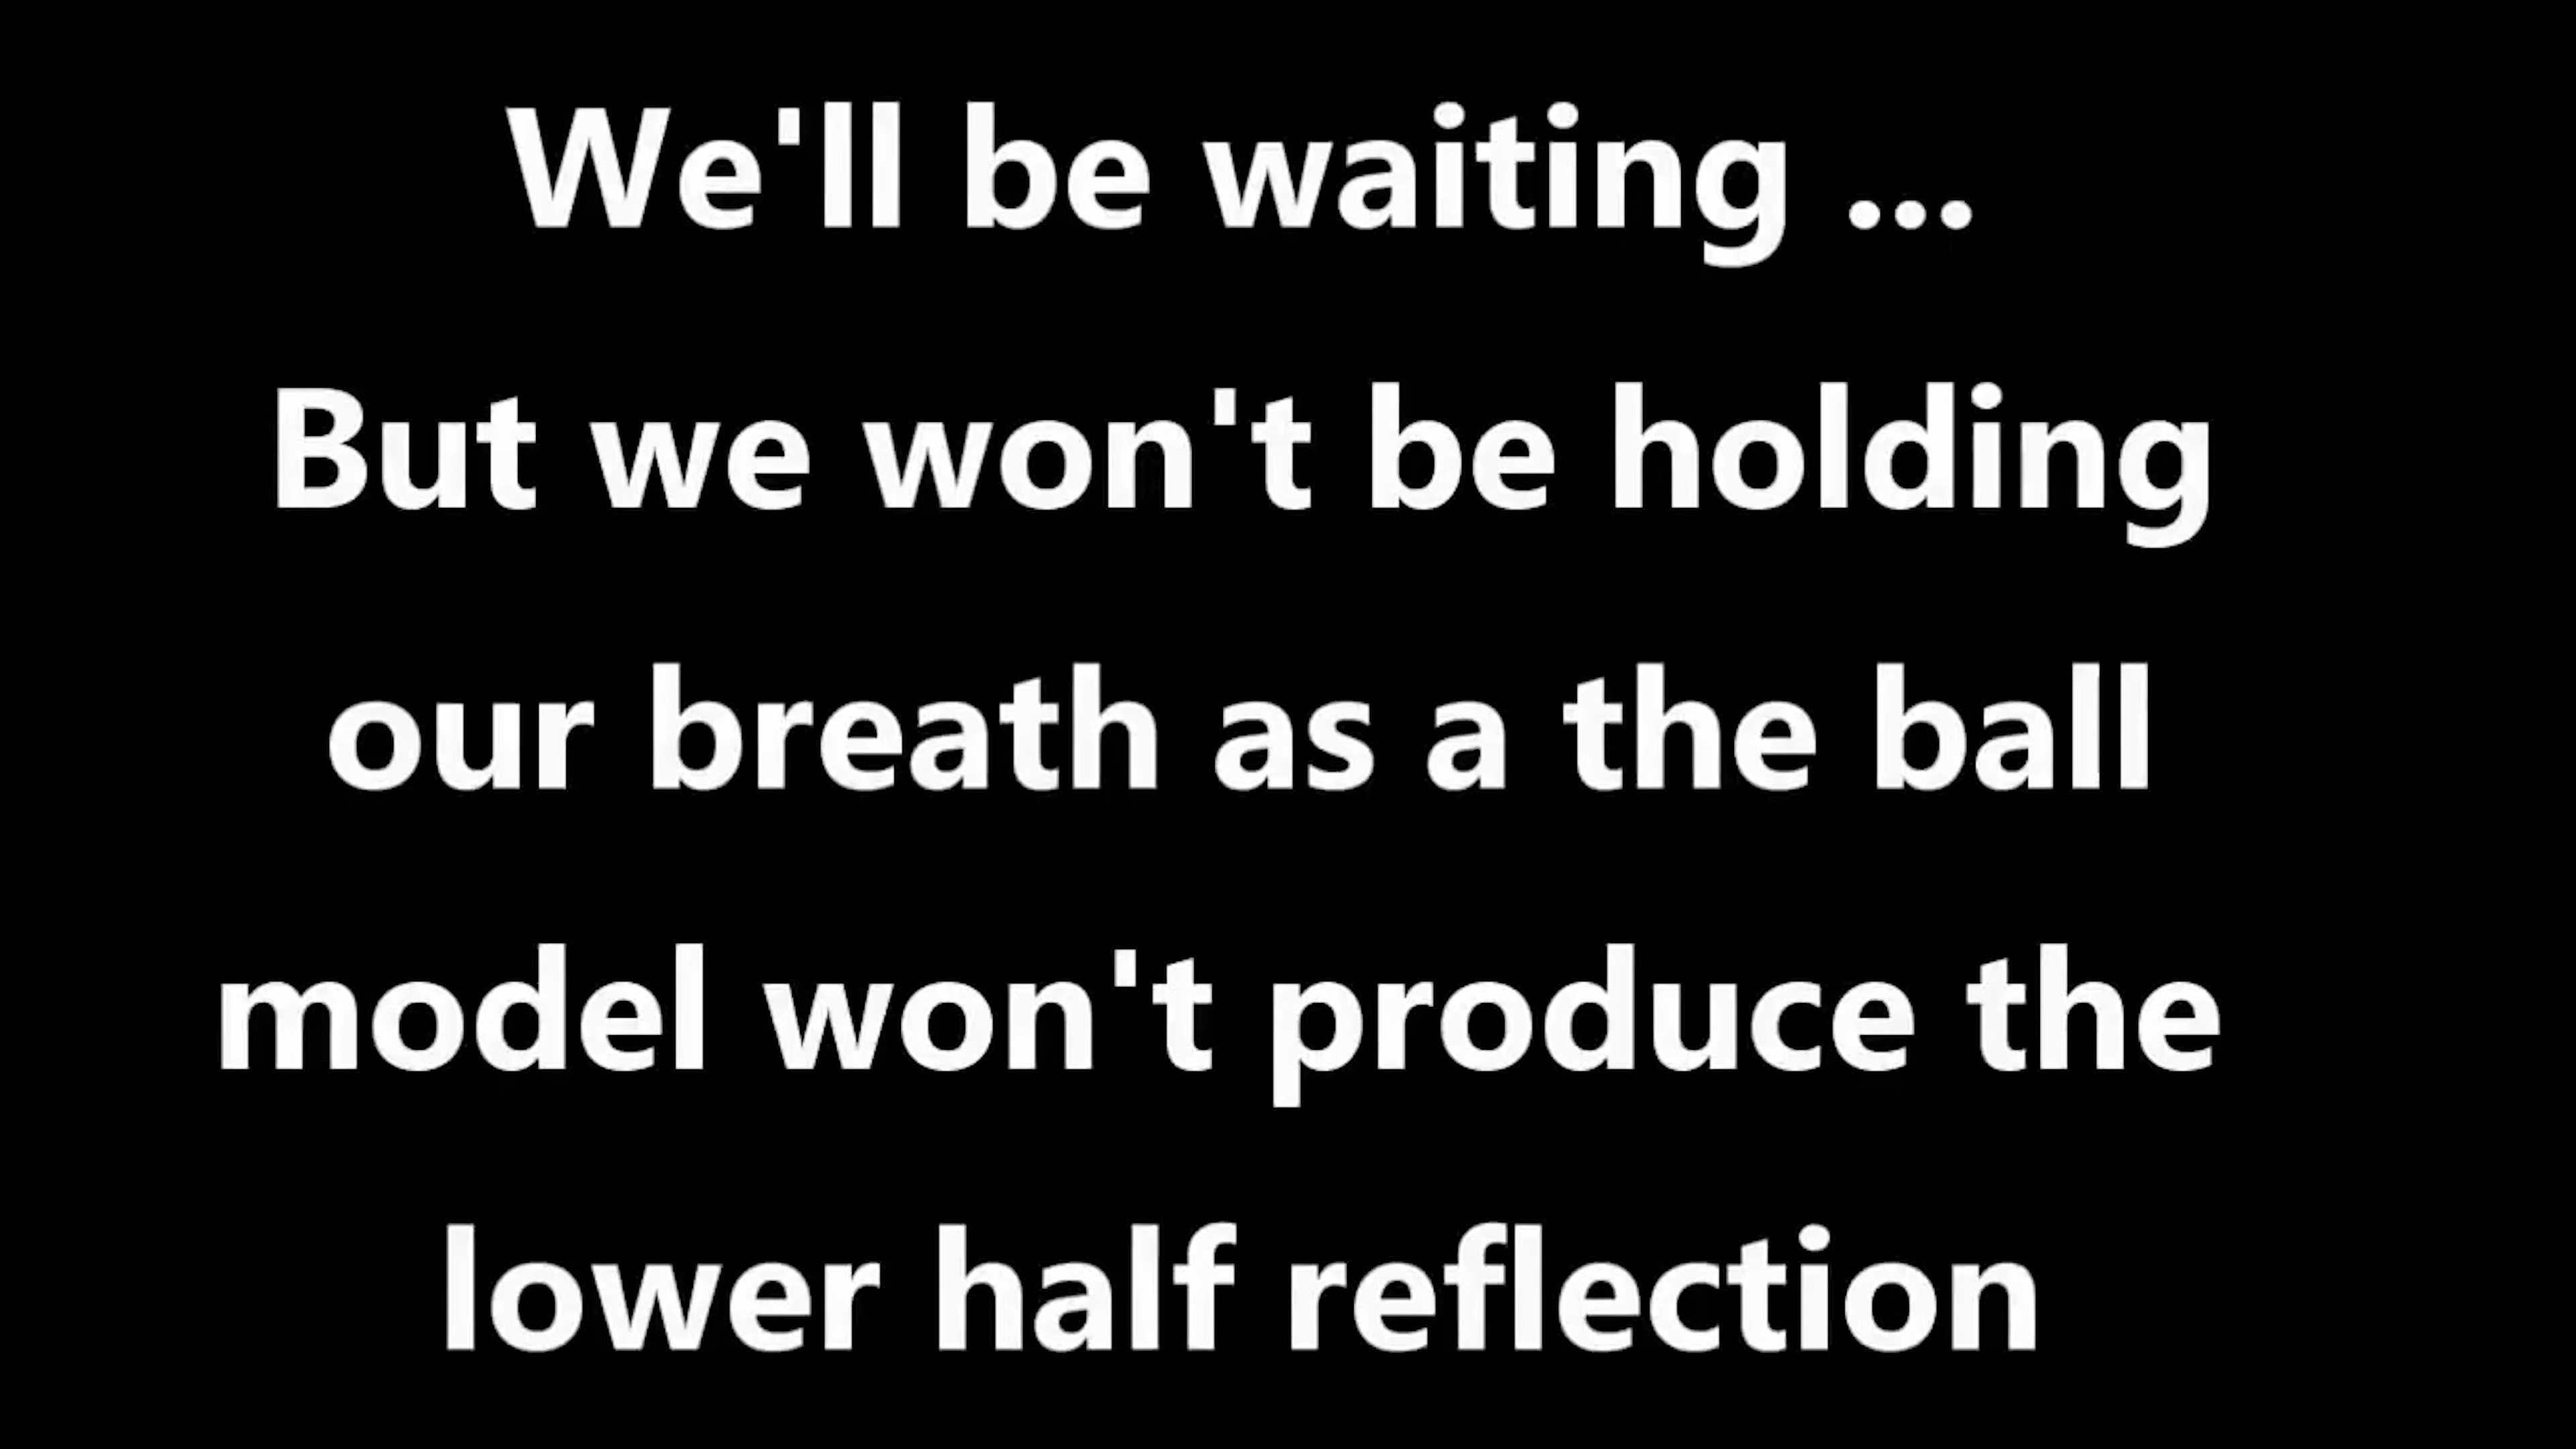 We'll be waiting ...
But we won't be holding
our breath as a the ball
model won't produce the
lower half reflection